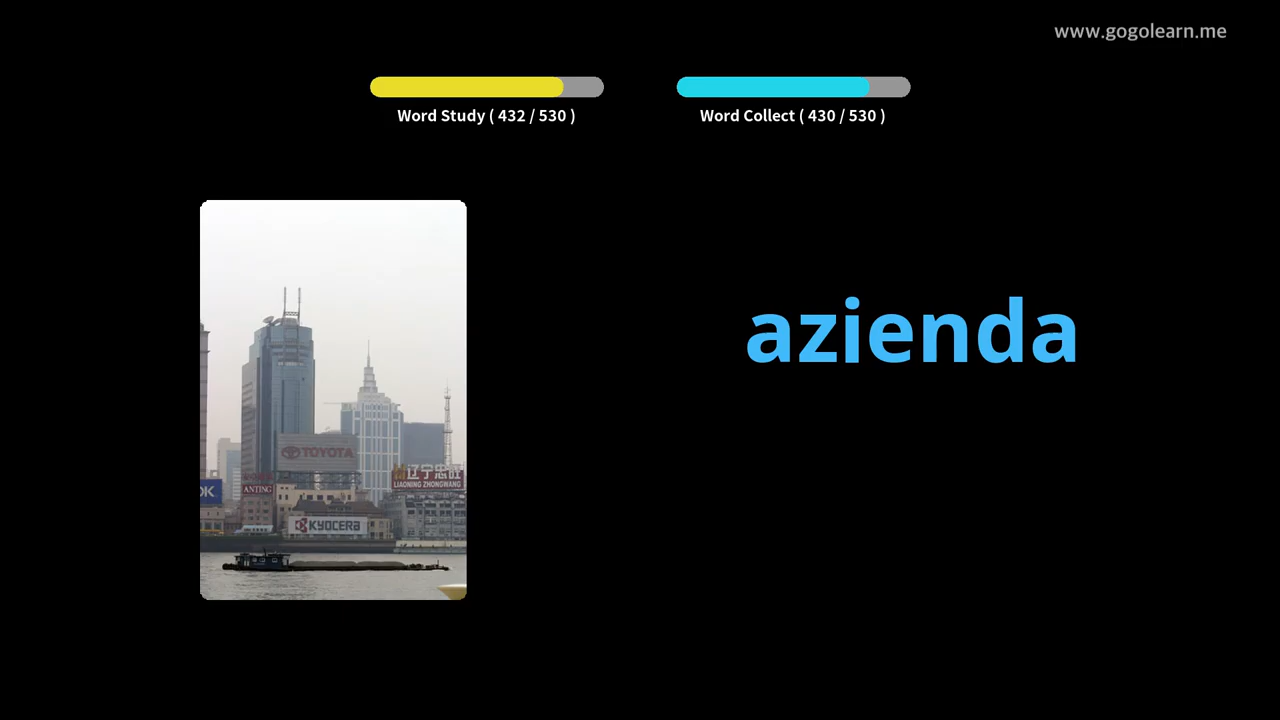 www.gogolearn.me
Word Study ( 432 / 530 )
Word Collect ( 430 / 530 )
azienda
TOYOTA
辽宁忠旺
LIAONING ZHONGWANG
OK
ANTING
KYOCERA